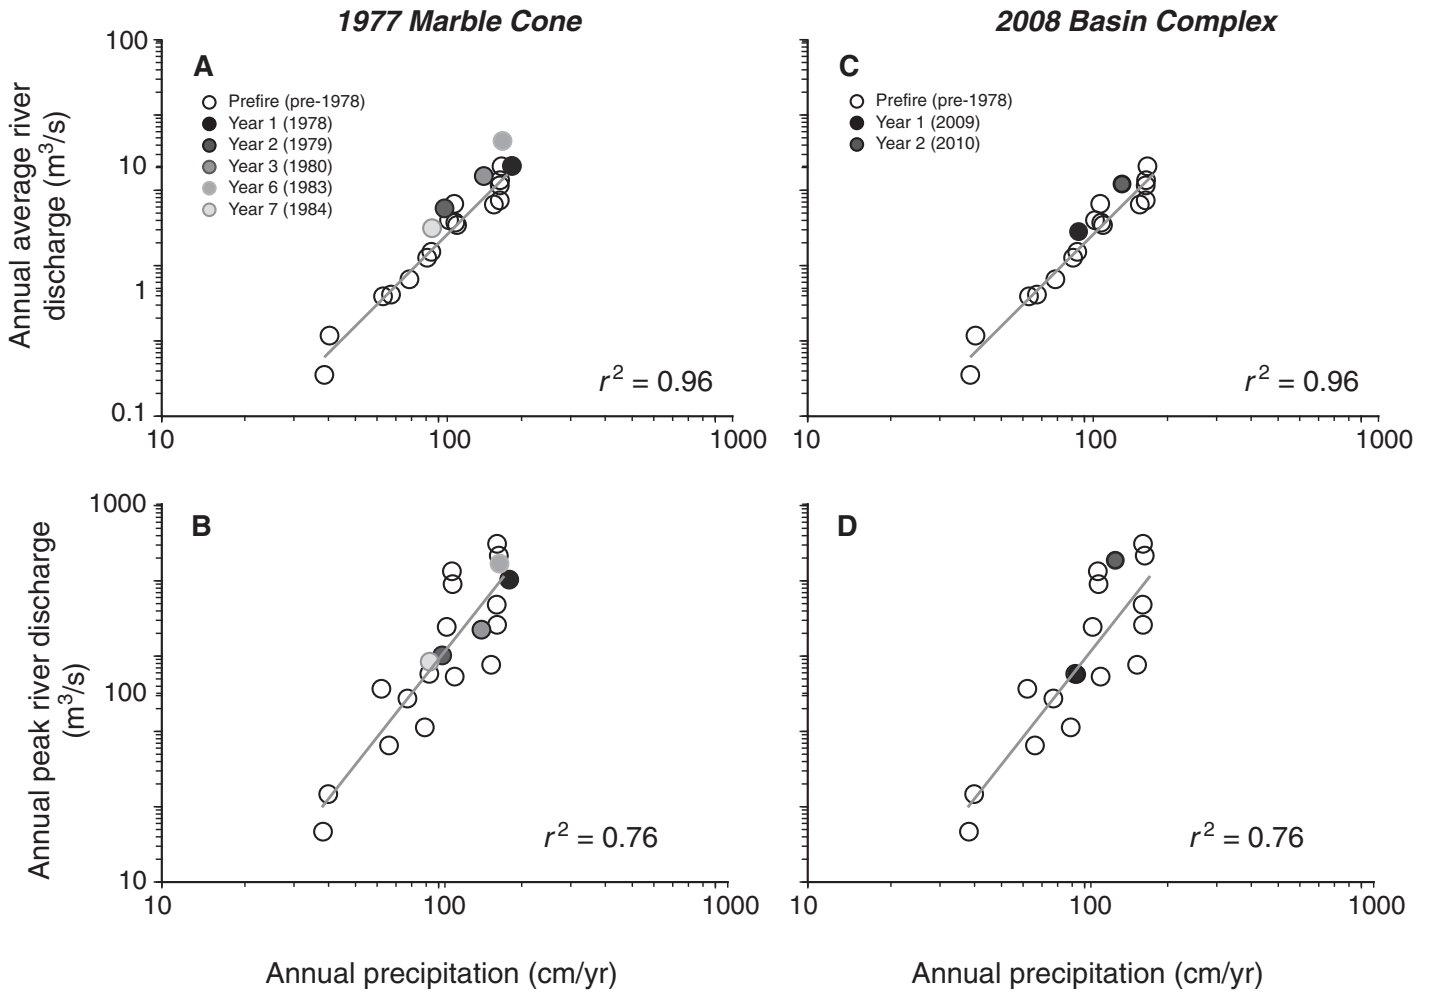 1977 Marble Cone
2008 Basin Complex
Annual average river
discharge (m³/s)
100
10
1
0.1
A
Prefire (pre-1978)
Year 1 (1978)
Year 2 (1979)
Year 3 (1980)
Year 6 (1983)
Year 7 (1984)
r² = 0.96
10
100
1000
C
Prefire (pre-1978)
Year 1 (2009)
Year 2 (2010)
r² = 0.96
10
100
1000
Annual peak river discharge
(m³/s)
1000
100
10
B
r² = 0.76
10
100
1000
D
r² = 0.76
10
100
1000
Annual precipitation (cm/yr)
Annual precipitation (cm/yr)